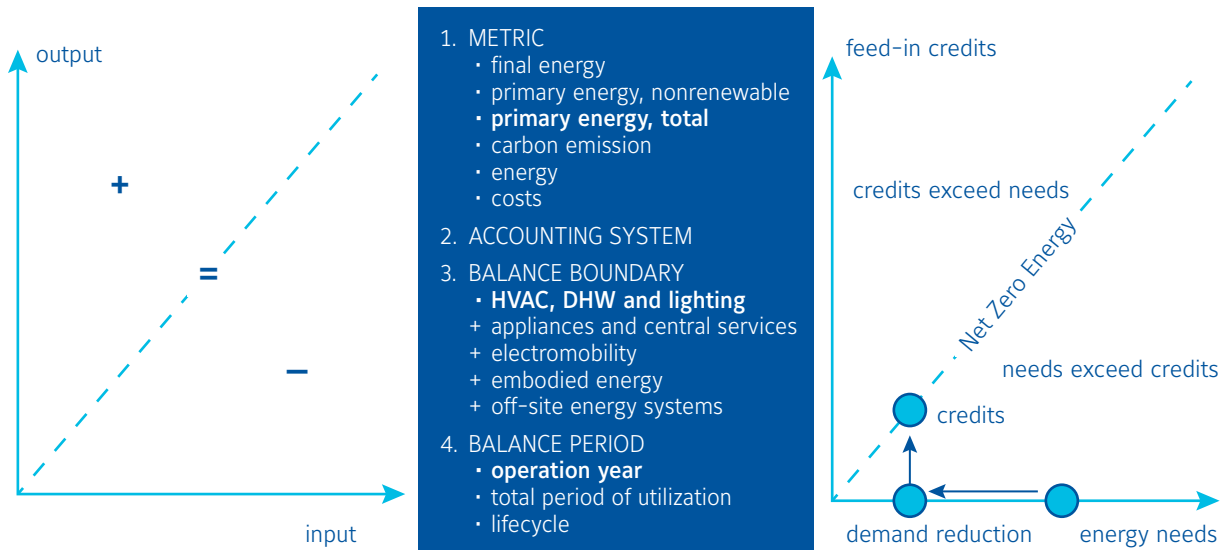 output
+
=
−
input
1. METRIC
· final energy
· primary energy, nonrenewable
· primary energy, total
· carbon emission
· energy
· costs
2. ACCOUNTING SYSTEM
3. BALANCE BOUNDARY
· HVAC, DHW and lighting
+ appliances and central services
+ electromobility
+ embodied energy
+ off-site energy systems
4. BALANCE PERIOD
· operation year
· total period of utilization
· lifecycle
feed-in credits
credits exceed needs
Net Zero Energy
needs exceed credits
credits
demand reduction
energy needs